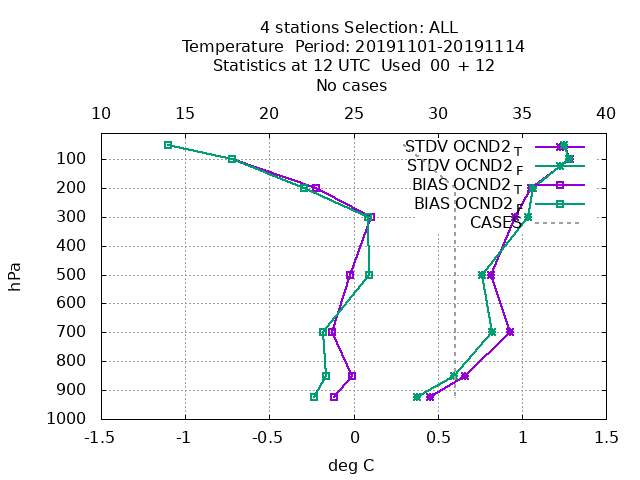 4 stations Selection: ALL
Temperature Period: 20191101-20191114
Statistics at 12 UTC Used 00 + 12
No cases
10 15 20 25 30 35 40
STDV OCND2 T
STDV OCND2 F
BIAS OCND2 T
BIAS OCND2 F
CASES
100
200
300
400
500
600
700
800
900
1000
hPa
-1.5 -1 -0.5 0 0.5 1 1.5
deg C